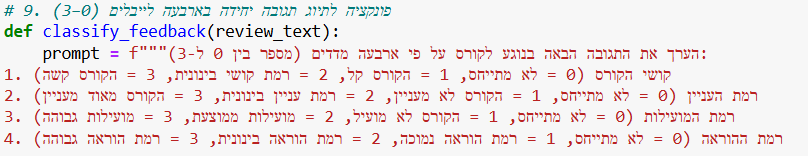 # 9. פונקציה לתיוג תגובה יחידה בארבעה לייבלים (0–3)
def classify_feedback(review_text):
prompt = f"""הערך את התגובה הבאה בנוגע לקורס על פי ארבעה מדדים (מספר בין 0 ל-3):
1. קושי הקורס (0 = לא מתייחס, 1 = הקורס קל, 2 = רמת קושי בינונית, 3 = הקורס קשה)
2. רמת העניין (0 = לא מתייחס, 1 = הקורס לא מעניין, 2 = רמת עניין בינונית, 3 = הקורס מאוד מעניין)
3. רמת המועילות (0 = לא מתייחס, 1 = הקורס לא מועיל, 2 = מועילות ממוצעת, 3 = מועילות גבוהה)
4. רמת ההוראה (0 = לא מתייחס, 1 = רמת הוראה נמוכה, 2 = רמת הוראה בינונית, 3 = רמת הוראה גבוהה)